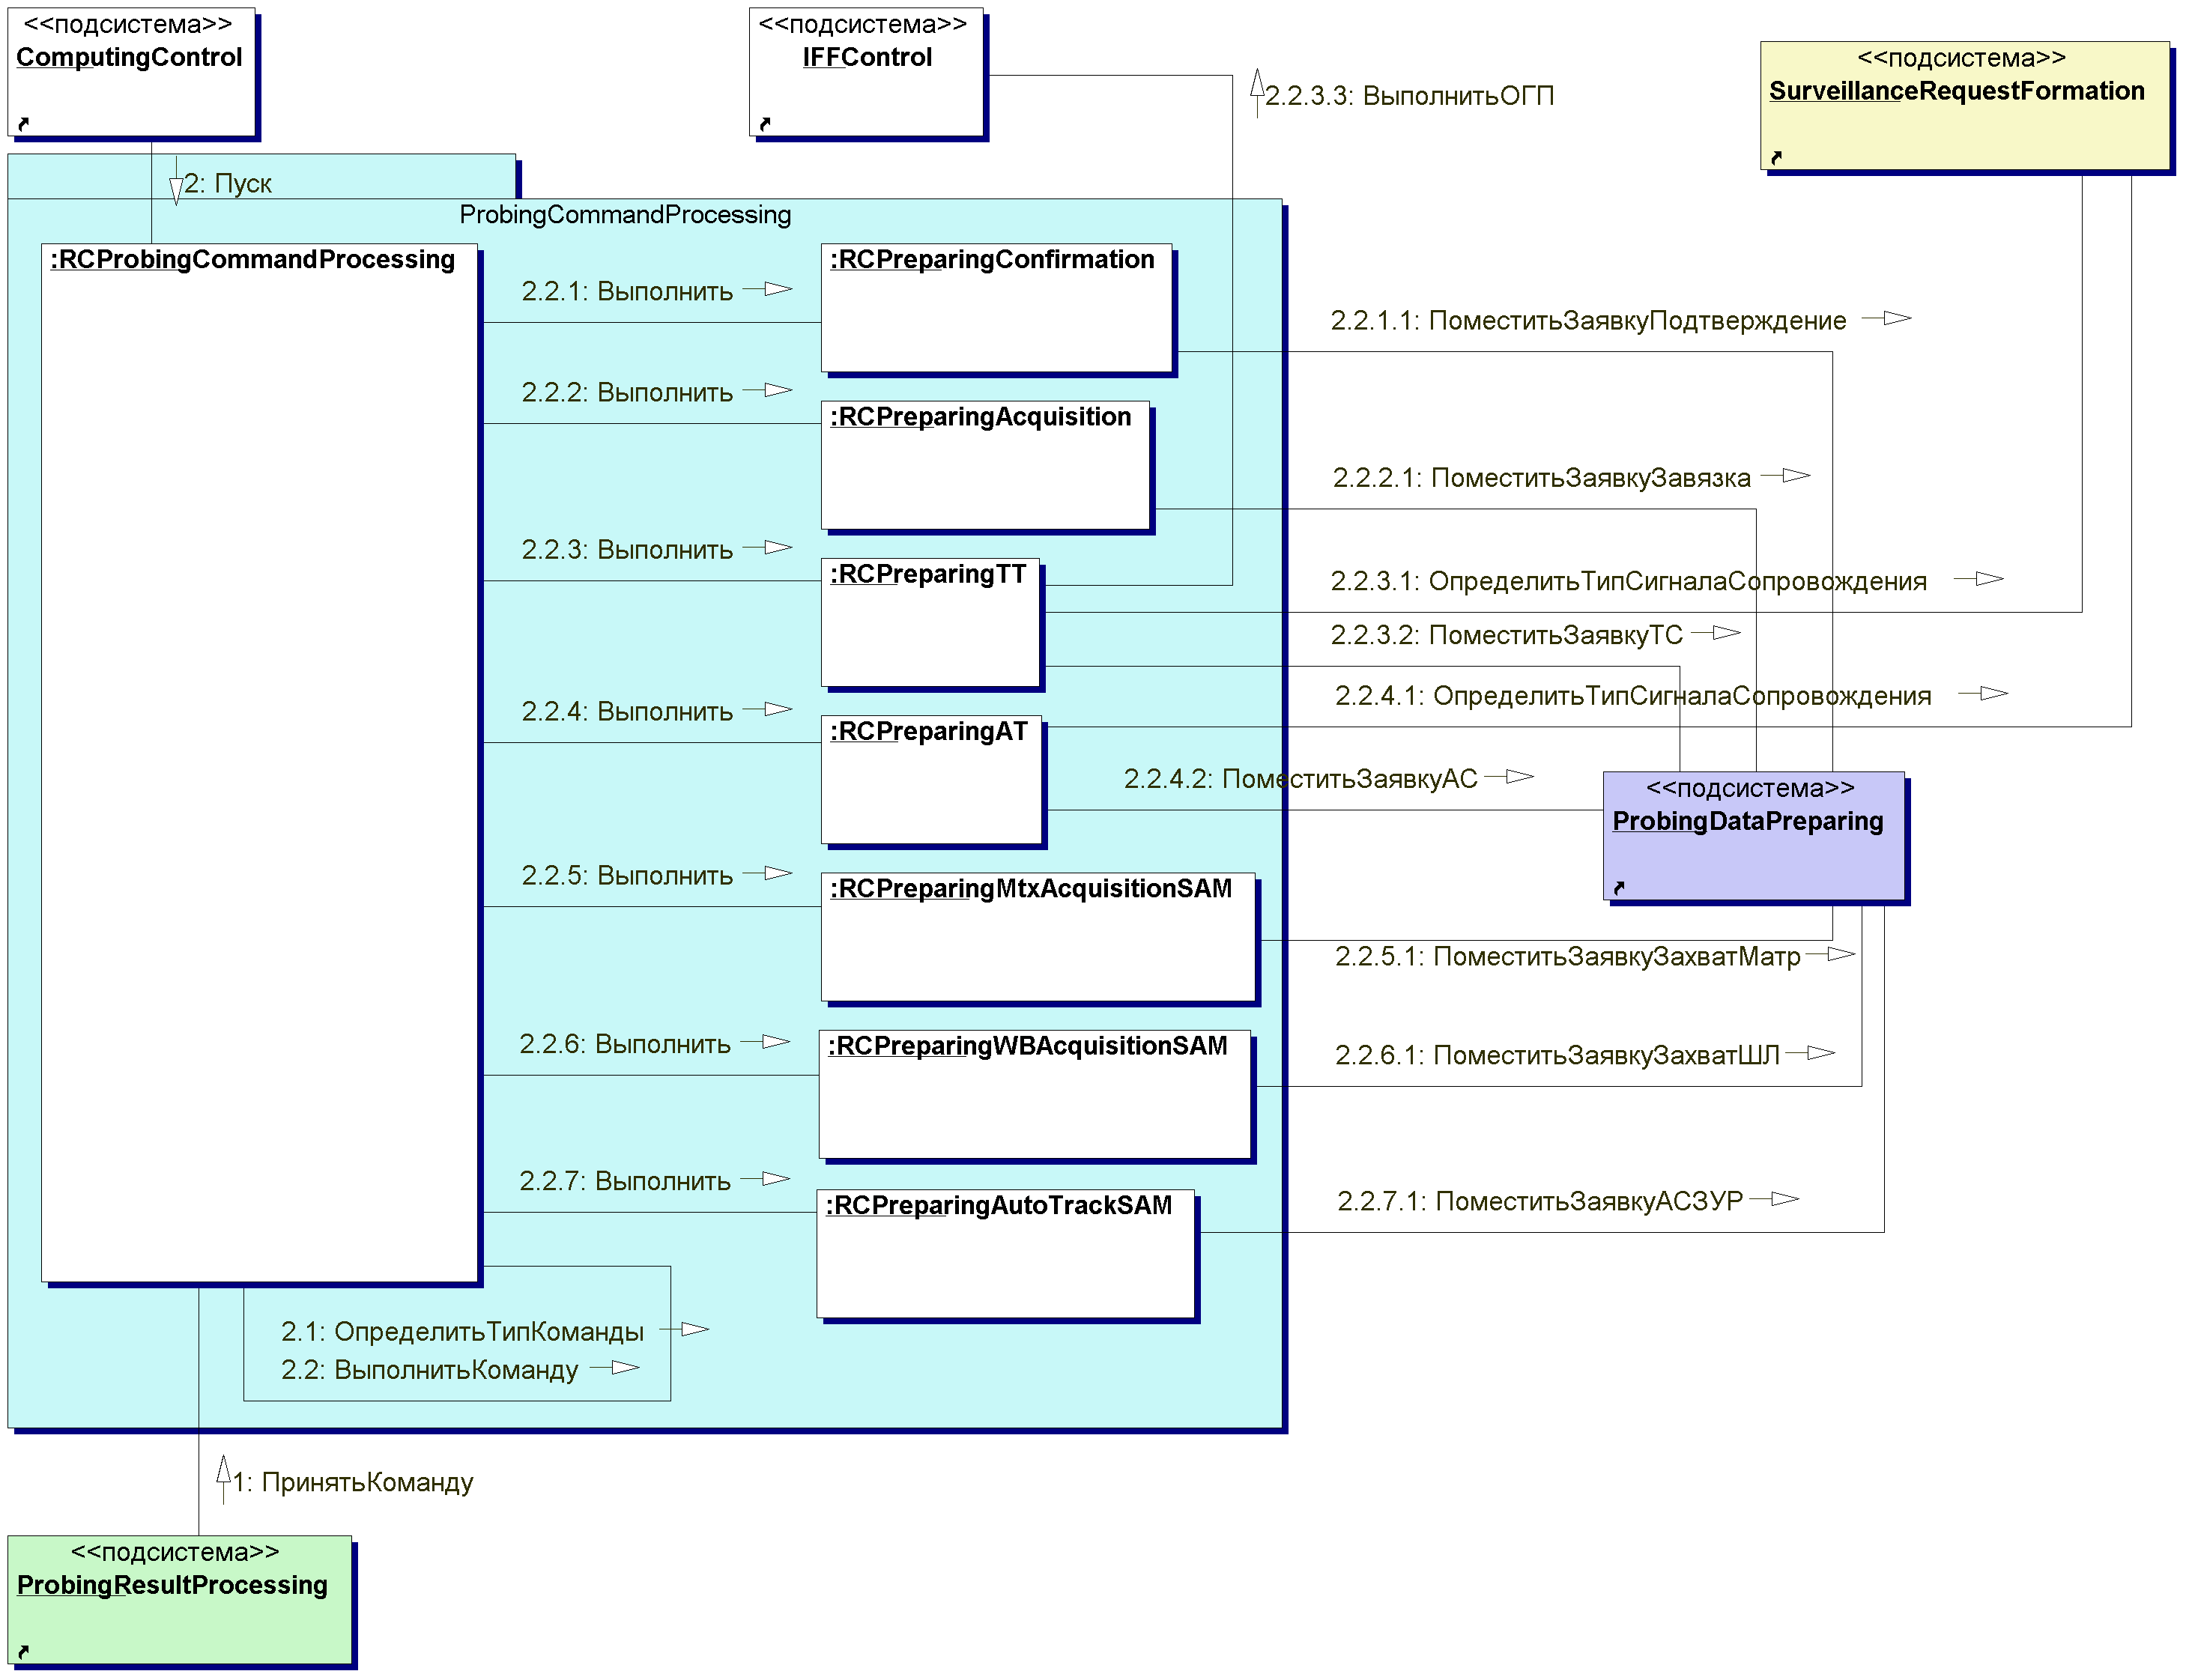 <<подсистема>>
ComputingControl
<<подсистема>>
IFFControl
2.2.3.3: ВыполнитьОГП
<<подсистема>>
SurveillanceRequestFormation
2: Пуск
ProbingCommandProcessing
:RCProbingCommandProcessing
2.2.1: Выполнить
:RCPreparingConfirmation
2.2.1.1: ПоместитьЗаявкуПодтверждение
2.2.2: Выполнить
:RCPreparingAcquisition
2.2.2.1: ПоместитьЗаявкуЗавязка
2.2.3: Выполнить
:RCPreparingTT
2.2.3.1: ОпределитьТипСигналаСопровождения
2.2.3.2: ПоместитьЗаявкуТС
2.2.4: Выполнить
:RCPreparingAT
2.2.4.1: ОпределитьТипСигналаСопровождения
2.2.4.2: ПоместитьЗаявкуАС
<<подсистема>>
ProbingDataPreparing
2.2.5: Выполнить
:RCPreparingMtxAcquisitionSAM
2.2.5.1: ПоместитьЗаявкуЗахватМатр
2.2.6: Выполнить
:RCPreparingWBAcquisitionSAM
2.2.6.1: ПоместитьЗаявкуЗахватШЛ
2.2.7: Выполнить
:RCPreparingAutoTrackSAM
2.2.7.1: ПоместитьЗаявкуАСЗУР
2.1: ОпределитьТипКоманды
2.2: ВыполнитьКоманду
1: ПринятьКоманду
<<подсистема>>
ProbingResultProcessing